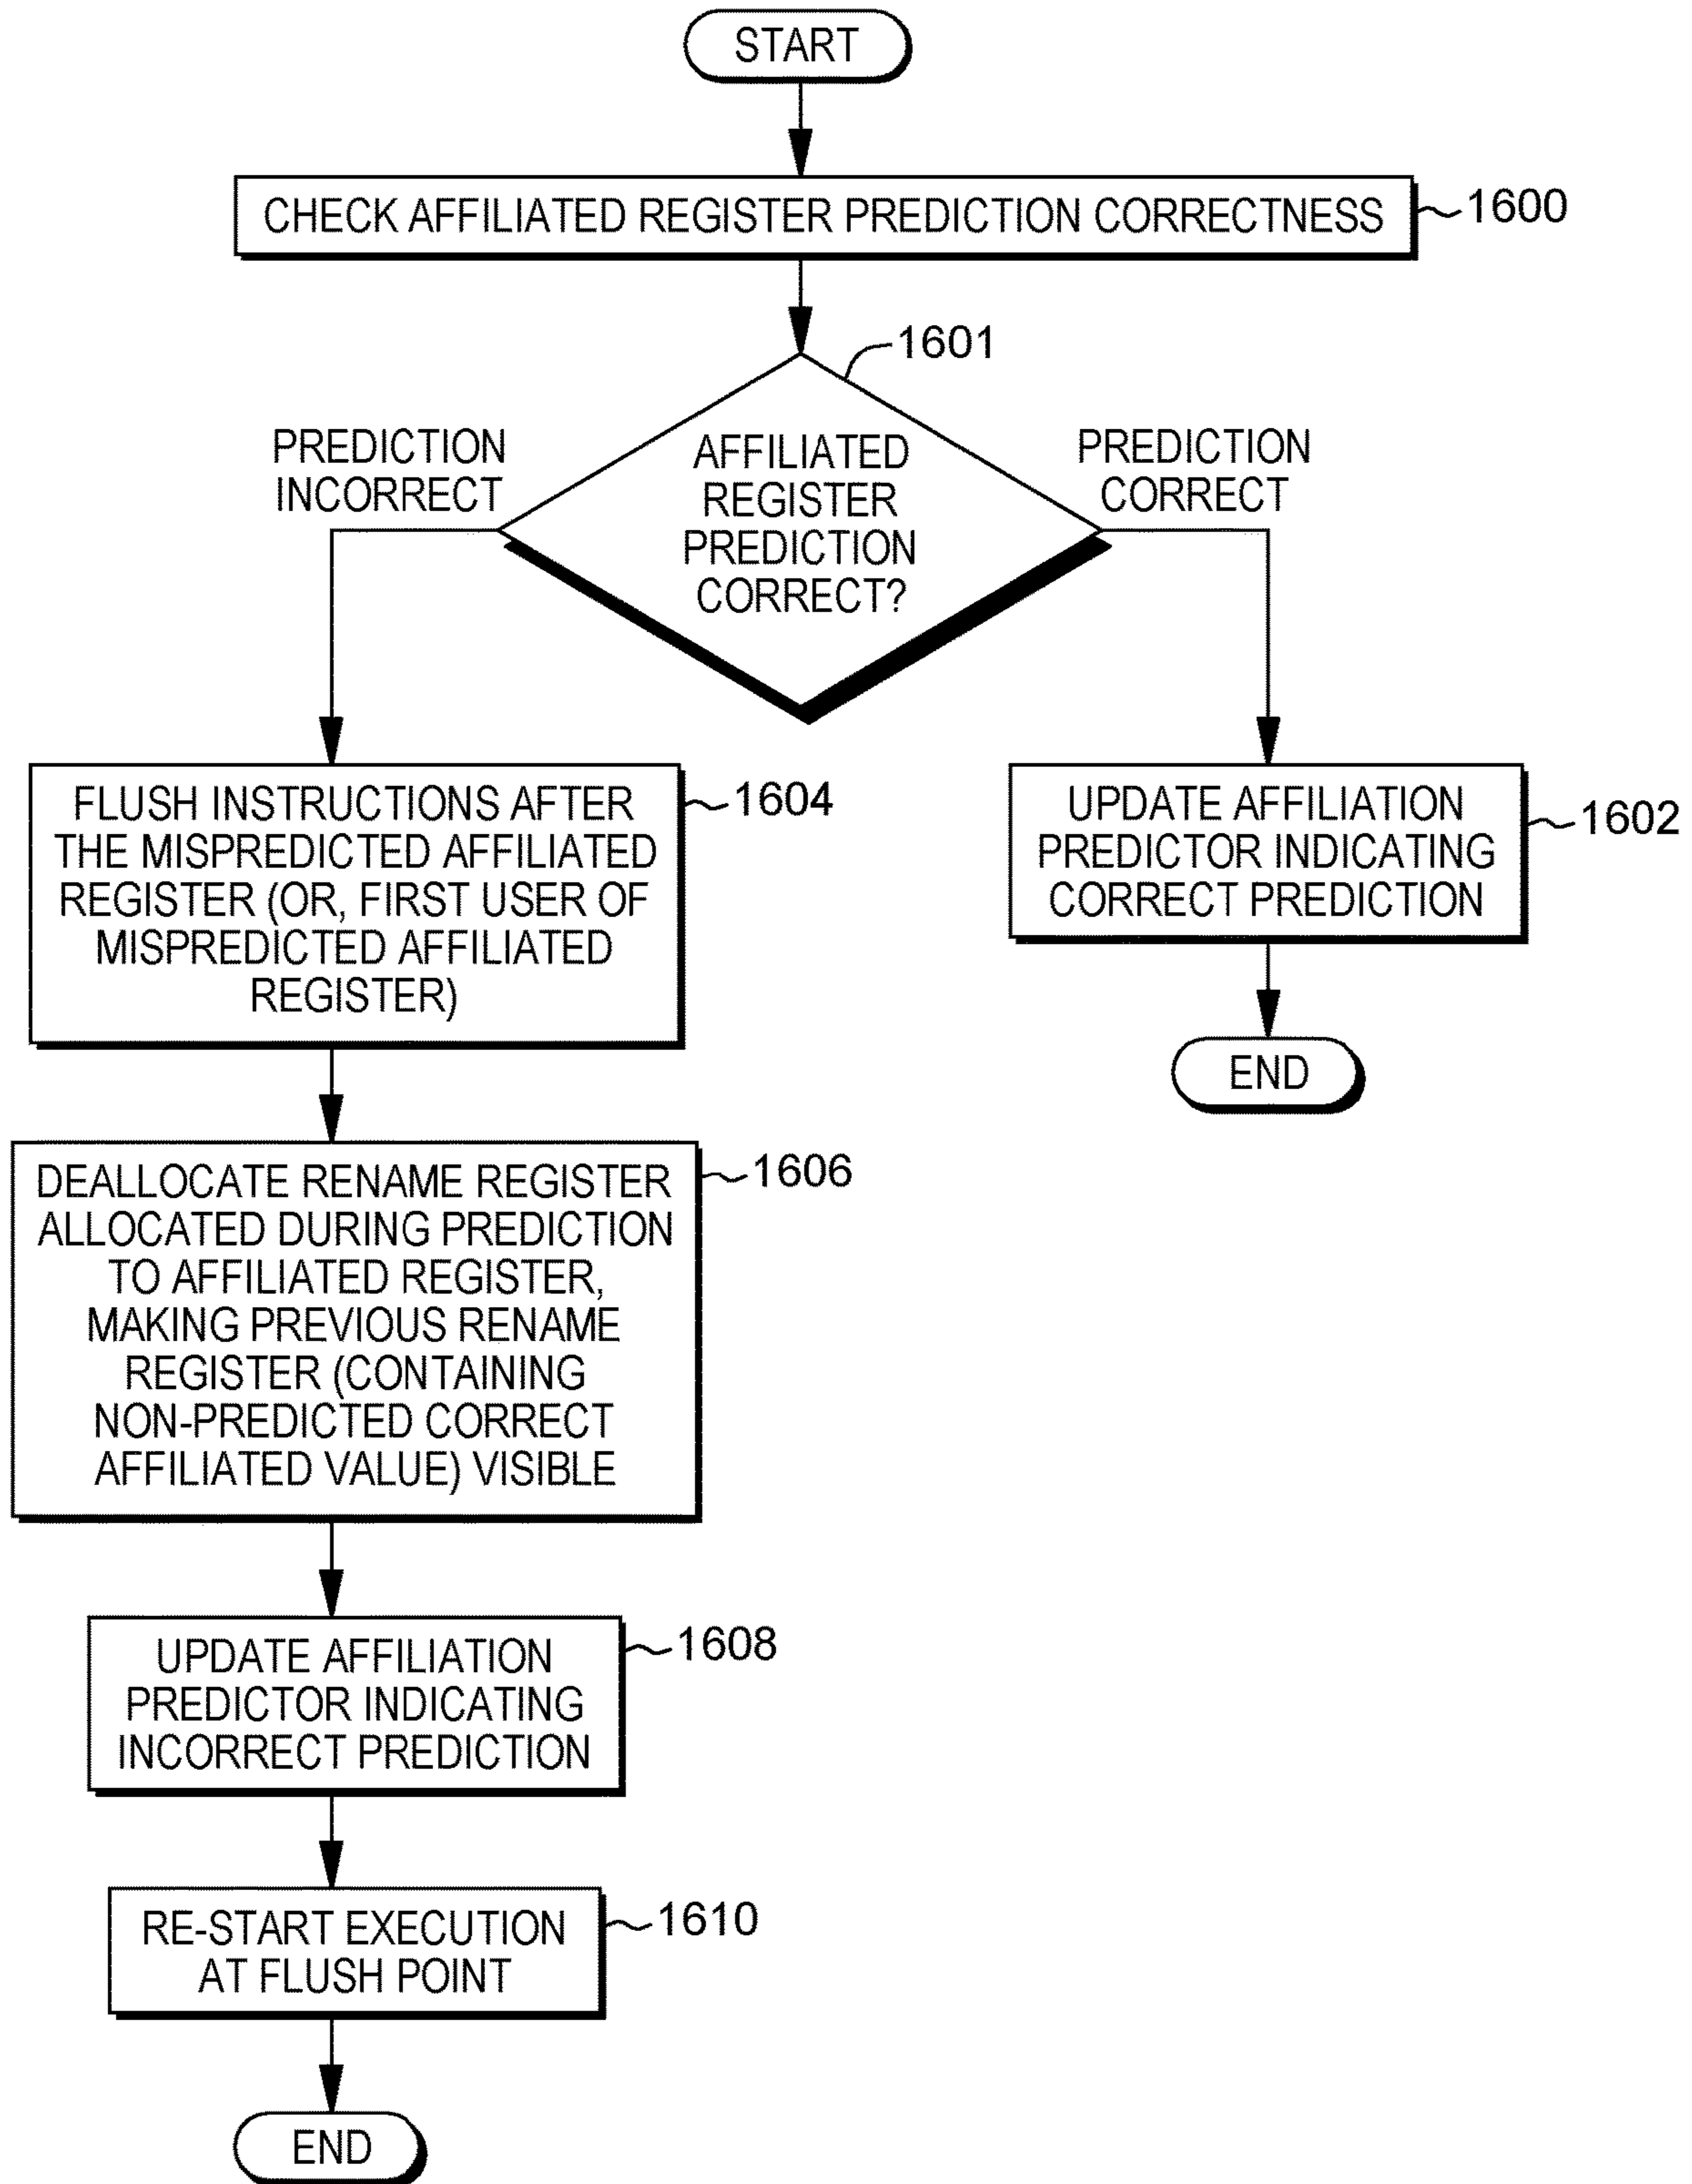 START
CHECK AFFILIATED REGISTER PREDICTION CORRECTNESS
1600
1601
AFFILIATED
REGISTER
PREDICTION
CORRECT?
PREDICTION
INCORRECT
PREDICTION
CORRECT
FLUSH INSTRUCTIONS AFTER
THE MISPREDICTED AFFILIATED
REGISTER (OR, FIRST USER OF
MISPREDICTED AFFILIATED
REGISTER)
1604
UPDATE AFFILIATION
PREDICTOR INDICATING
CORRECT PREDICTION
1602
END
DEALLOCATE RENAME REGISTER
ALLOCATED DURING PREDICTION
TO AFFILIATED REGISTER,
MAKING PREVIOUS RENAME
REGISTER (CONTAINING
NON-PREDICTED CORRECT
AFFILIATED VALUE) VISIBLE
1606
UPDATE AFFILIATION
PREDICTOR INDICATING
INCORRECT PREDICTION
1608
RE-START EXECUTION
AT FLUSH POINT
1610
END